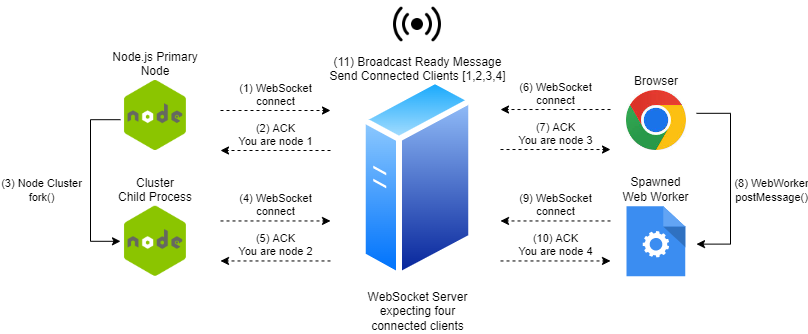 (11) Broadcast Ready Message
Send Connected Clients [1,2,3,4]
Node.js Primary
Node
node
(1) WebSocket
connect
(2) ACK
You are node 1
(3) Node Cluster
fork()
Cluster
Child Process
node
(4) WebSocket
connect
(5) ACK
You are node 2
(6) WebSocket
connect
(7) ACK
You are node 3
Browser
(8) WebWorker
postMessage()
Spawned
Web Worker
(9) WebSocket
connect
(10) ACK
You are node 4
WebSocket Server
expecting four
connected clients